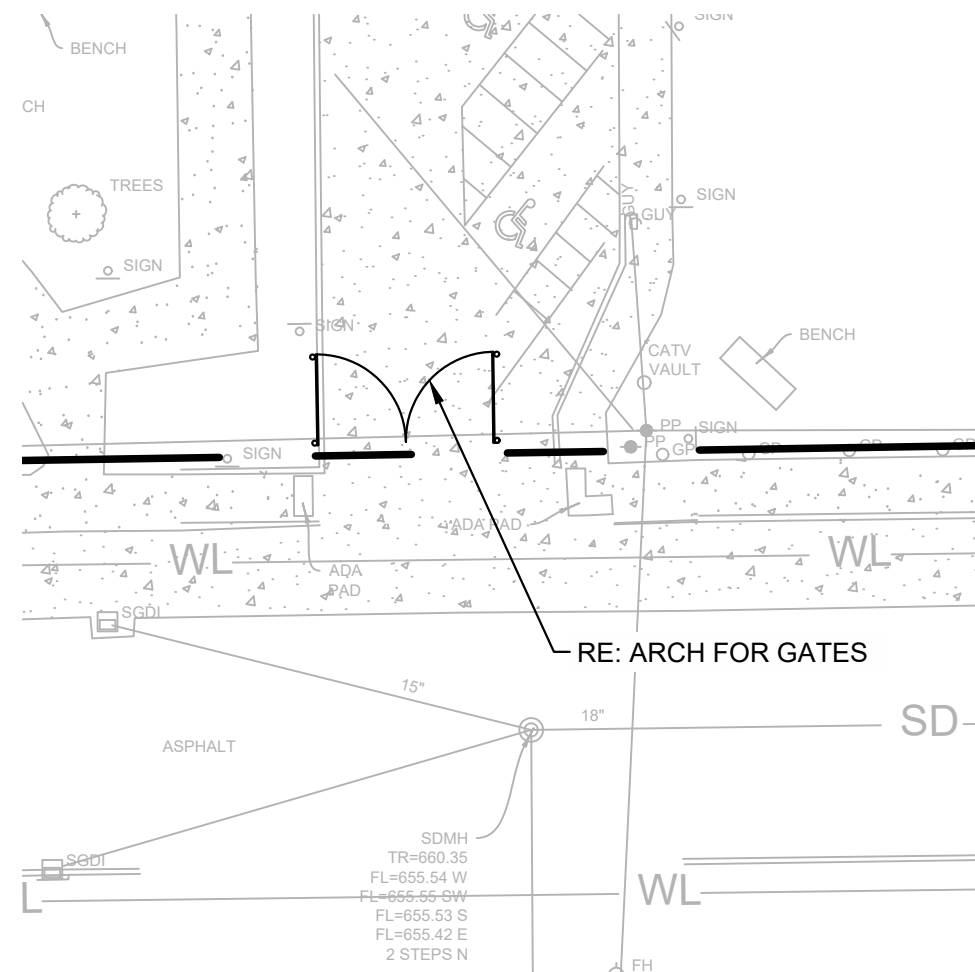 SIGN
BENCH
CH
TREES
SIGN
GUY
GUY
SIGN
SIGN
BENCH
CATV
VAULT
PP
SIGN
PP
GP
GP
GP
GP
SIGN
ADA PAD
WL
WL
ADA
PAD
SGDI
RE: ARCH FOR GATES
15"
18"
SD
ASPHALT
SDMH
TR=660.35
FL=655.54 W
FL=655.55 SW
FL=655.53 S
FL=655.42 E
2 STEPS N
SGDI
L
WL
FH